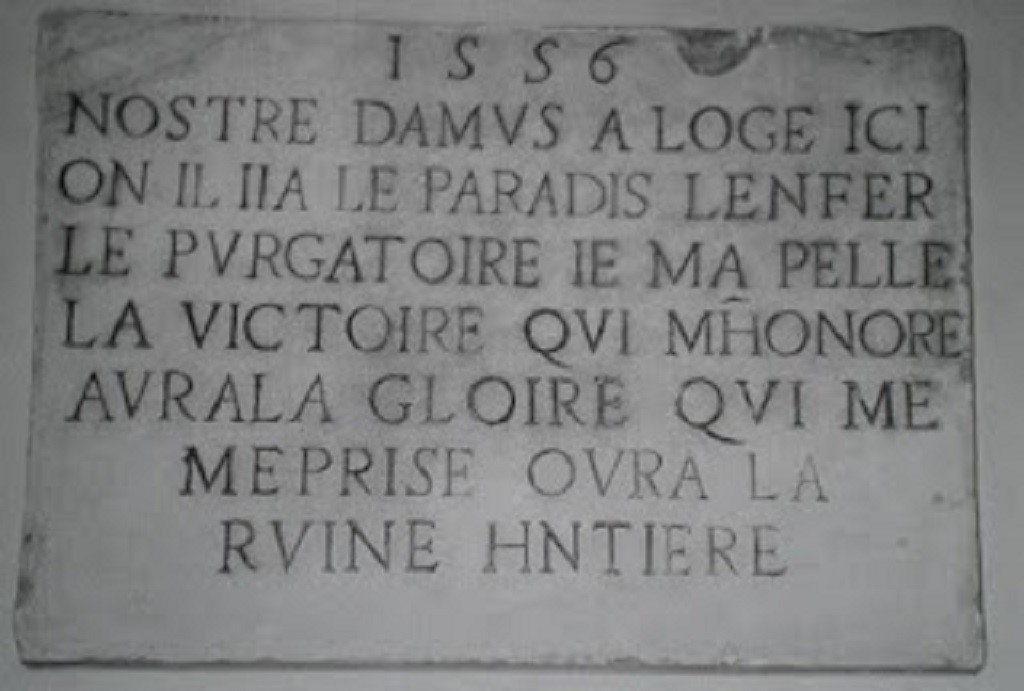 1556
NOSTRE DAMVS A LOGE ICI
ON IL IIA LE PARADIS LENFER
LE PVRGATOIRE IE MA PELLE
LA VICTOIRE QVI MĤONORE
AVRALA GLOIRE QVI ME
MEPRISE OVRA LA
RVINE HNTIERE